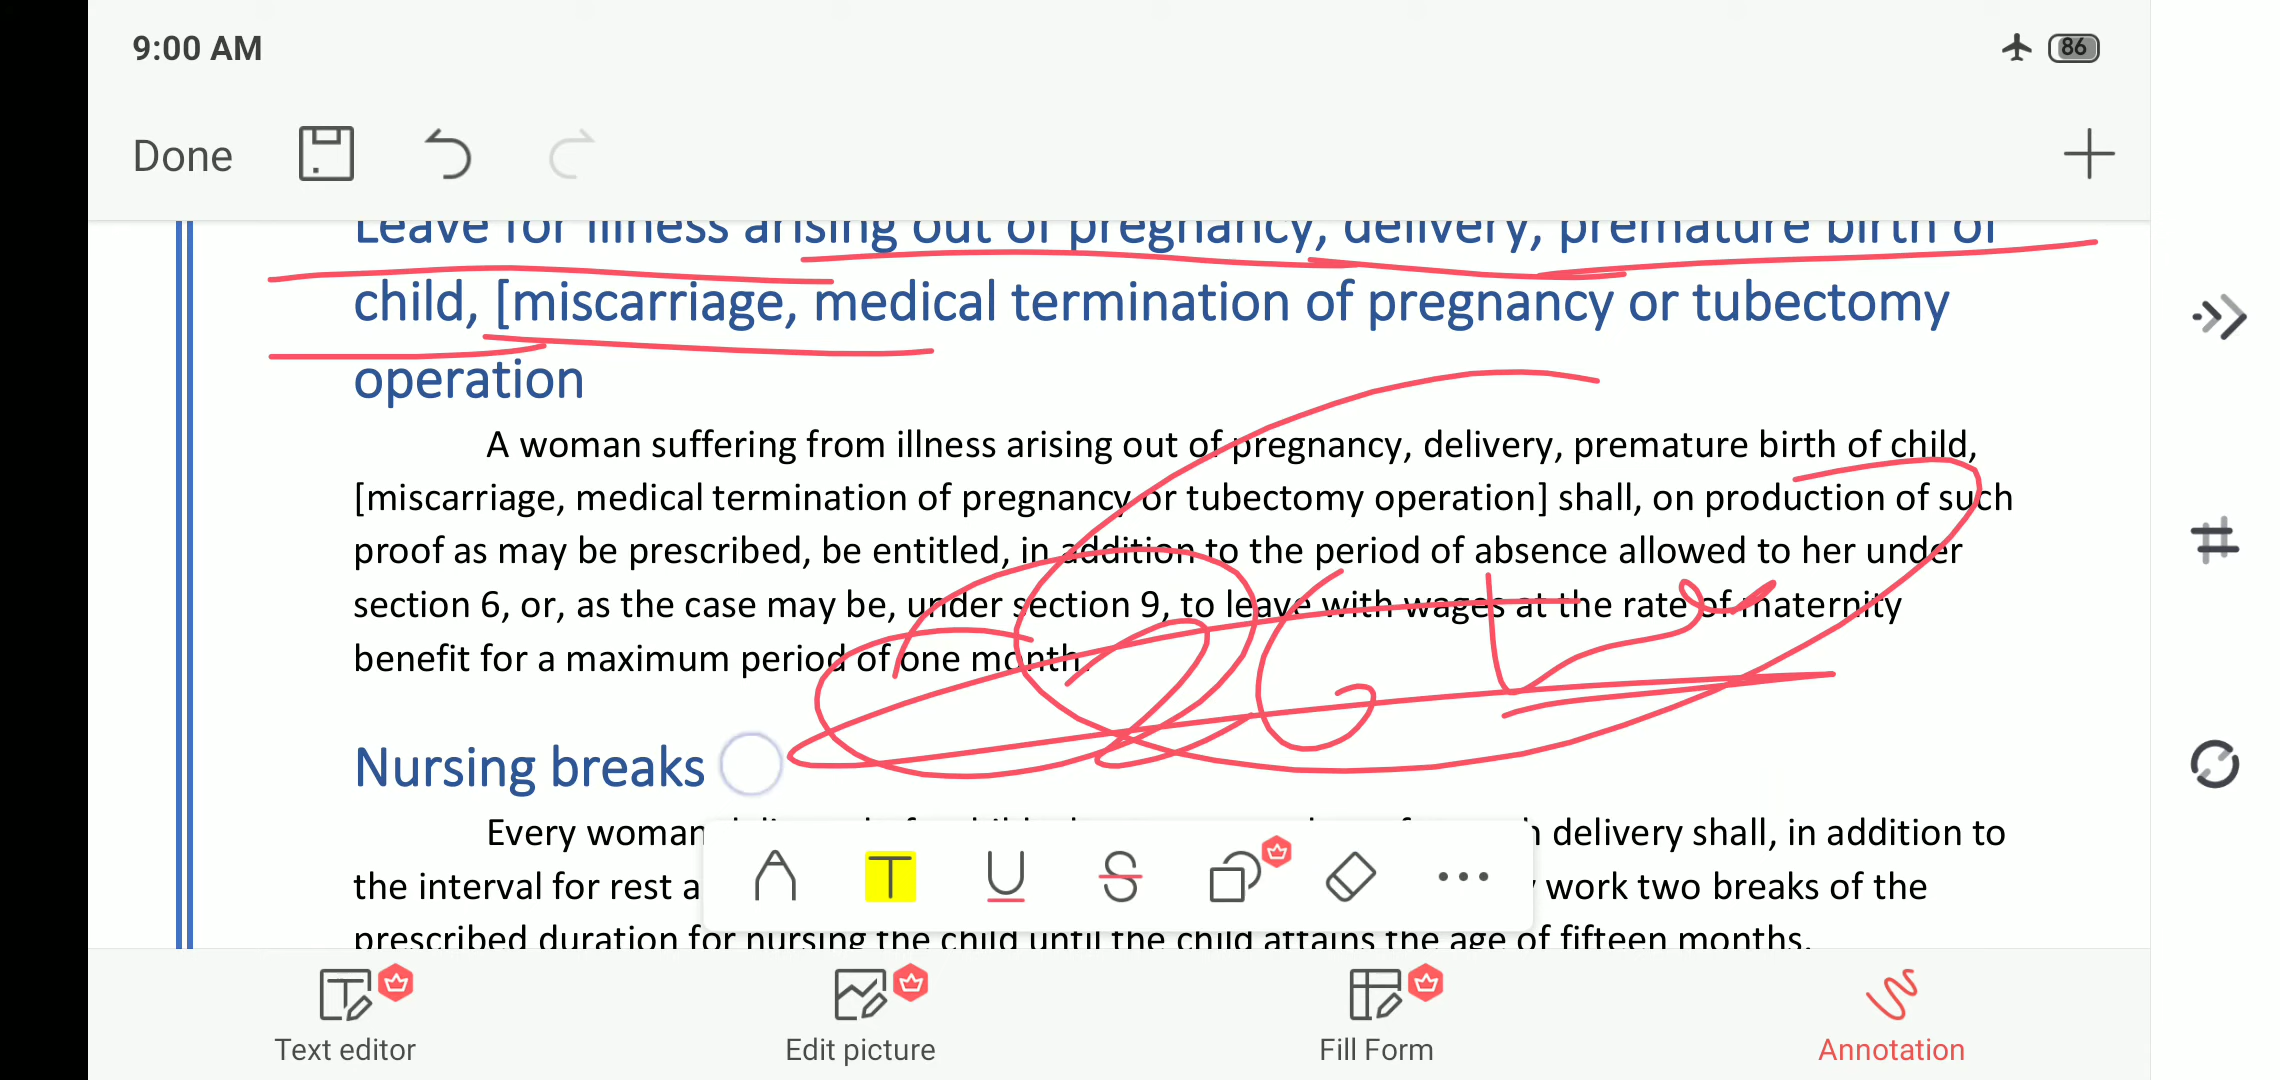 9:00 AM
86
Done
Leave for illness arising out of pregnancy, delivery, premature birth of
child, [miscarriage, medical termination of pregnancy or tubectomy
operation
A woman suffering from illness arising out of pregnancy, delivery, premature birth of child,
[miscarriage, medical termination of pregnancy or tubectomy operation] shall, on production of such
proof as may be prescribed, be entitled, in addition to the period of absence allowed to her under
section 6, or, as the case may be, under section 9, to leave with wages at the rate of maternity
benefit for a maximum period of one month.
Nursing breaks
Every woman delivery shall, in addition to
the interval for rest work two breaks of the
prescribed duration for nursing the child until the child attains the age of fifteen months.
Text editor
Edit picture
Fill Form
Annotation